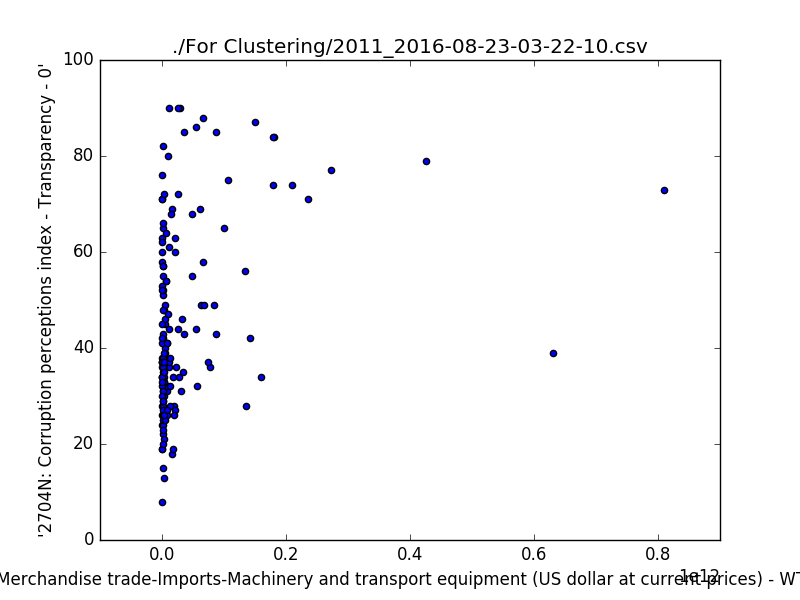 ./For Clustering/2011_2016-08-23-03-22-10.csv
100
80
60
40
20
0
'2704N: Corruption perceptions index - Transparency - 0'
0.0 0.2 0.4 0.6 0.8
1e12
Merchandise trade-Imports-Machinery and transport equipment (US dollar at current prices) -